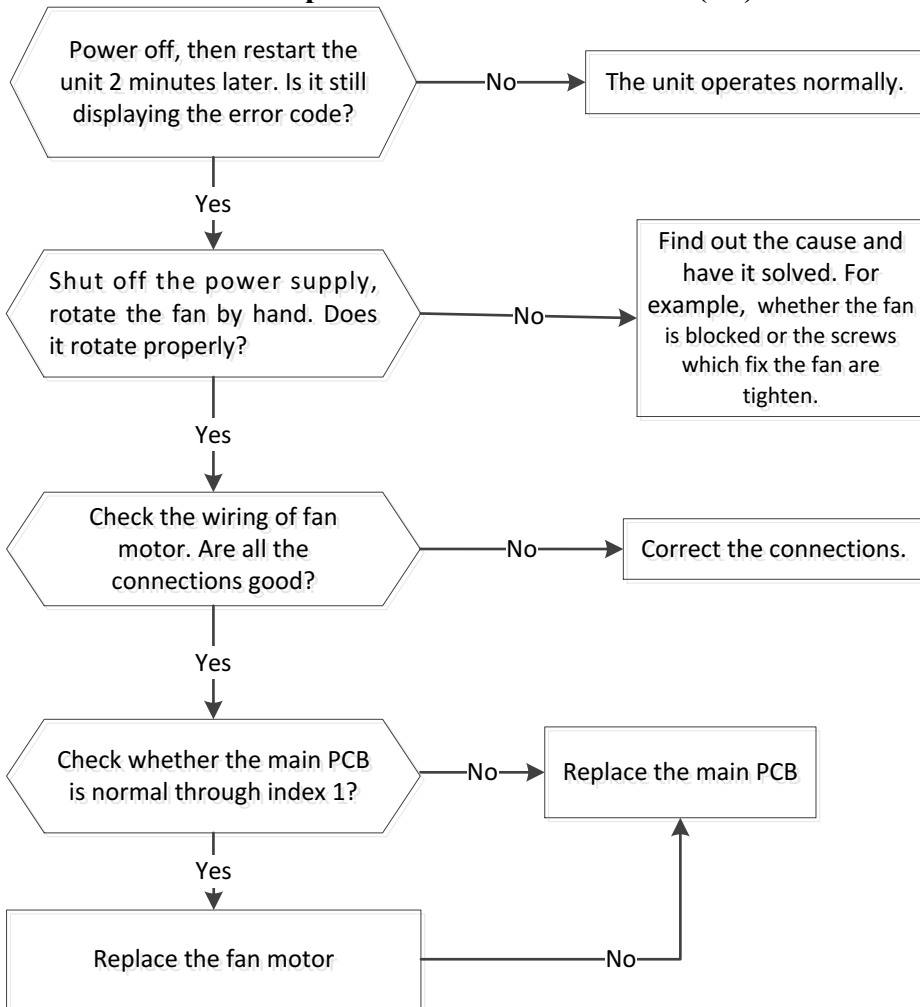 Power off, then restart the
unit 2 minutes later. Is it still
displaying the error code?
No
The unit operates normally.
Yes
Shut off the power supply,
rotate the fan by hand. Does
it rotate properly?
No
Find out the cause and
have it solved. For
example, whether the fan
is blocked or the screws
which fix the fan are
tighten.
Yes
Check the wiring of fan
motor. Are all the
connections good?
No
Correct the connections.
Yes
Check whether the main PCB
is normal through index 1?
No
Replace the main PCB
Yes
Replace the fan motor
No